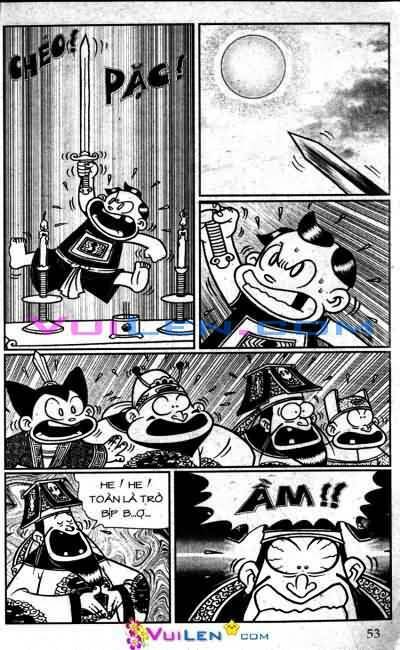 CHÉO!
PẶC!
VUILEN.COM
HE! HE!
TOÀN LÀ TRÒ
BỊP B...Ợ...
ẦM!!
53
VUILEN.COM